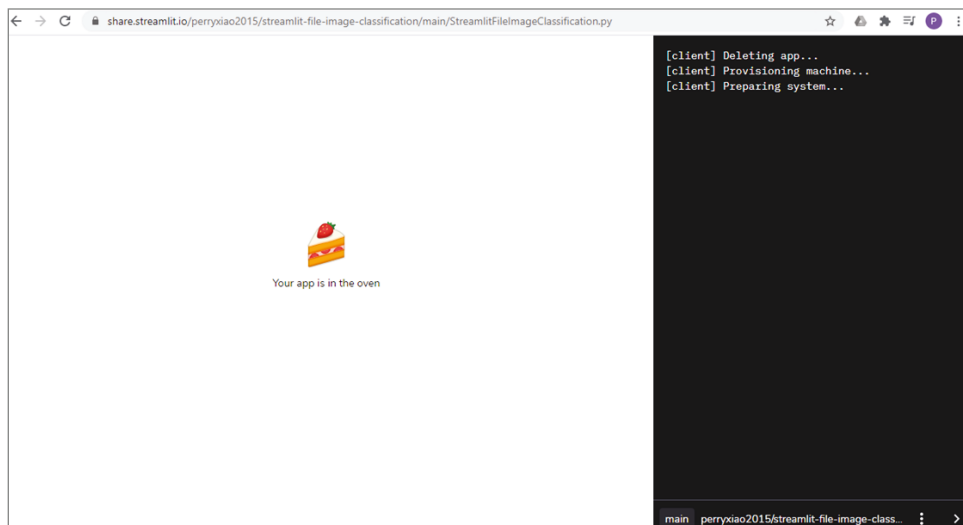 share.streamlit.io/perryxiao2015/streamlit-file-image-classification/main/StreamlitFileImageClassification.py
P
[client] Deleting app...
[client] Provisioning machine...
[client] Preparing system...
Your app is in the oven
main perryxiao2015/streamlit-file-image-class...